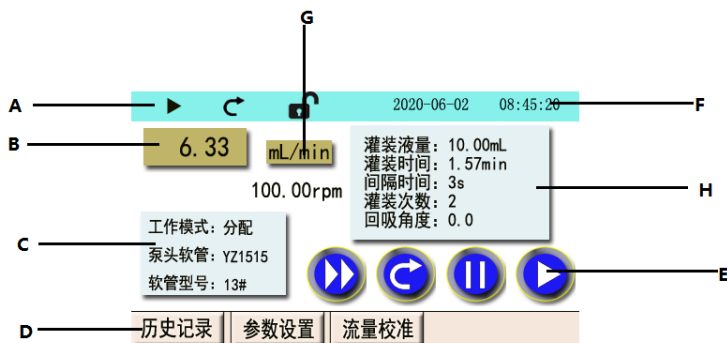 G
A
2020-06-02 08:45:20
F
B
6.33
mL/min
100.00rpm
灌装液量：10.00mL
灌装时间：1.57min
间隔时间：3s
灌装次数：2
回吸角度：0.0
H
C
工作模式：分配
泵头软管：YZ1515
软管型号：13#
E
D
历史记录 参数设置 流量校准